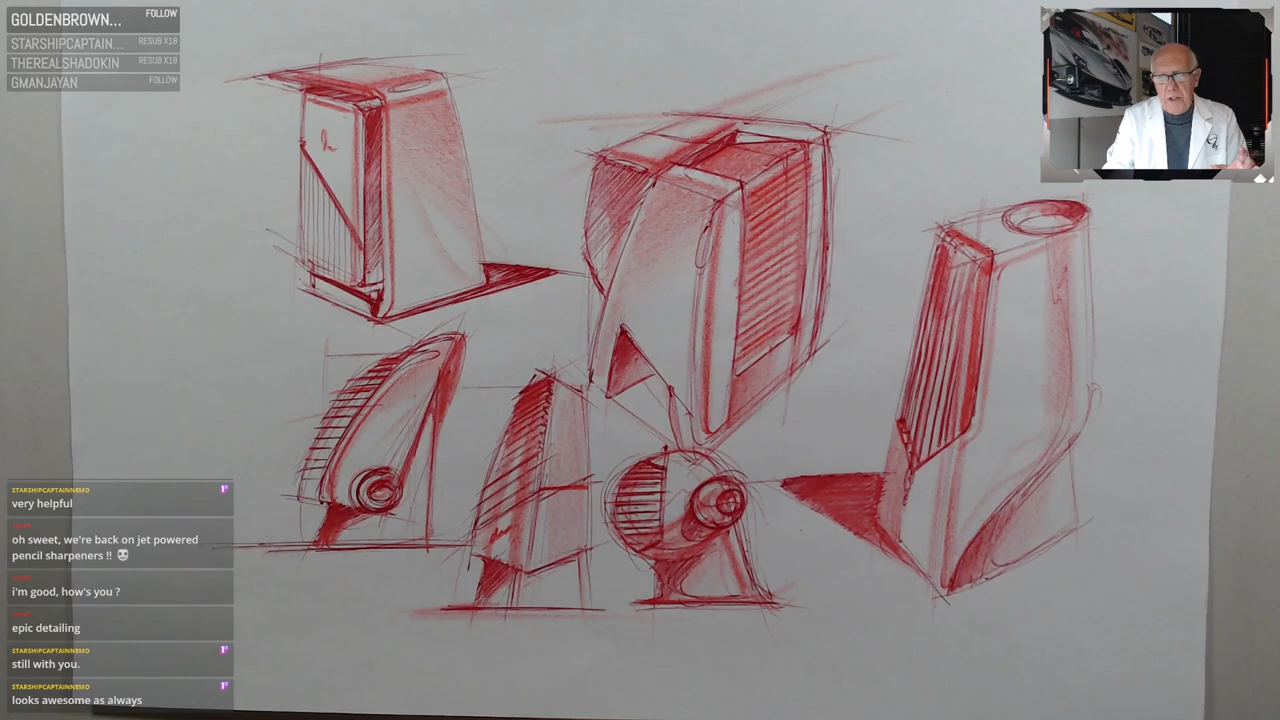 GOLDENBROWN... FOLLOW
STARSHIPCAPTAIN... RESUB X18
THEREALSHADOKIN RESUB X18
GMANJAYAN FOLLOW
STARSHIPCAPTAINNEMO
very helpful
oh sweet, we're back on jet powered
pencil sharpeners !!
i'm good, how's you ?
epic detailing
STARSHIPCAPTAINNEMO
still with you.
STARSHIPCAPTAINNEMO
looks awesome as always